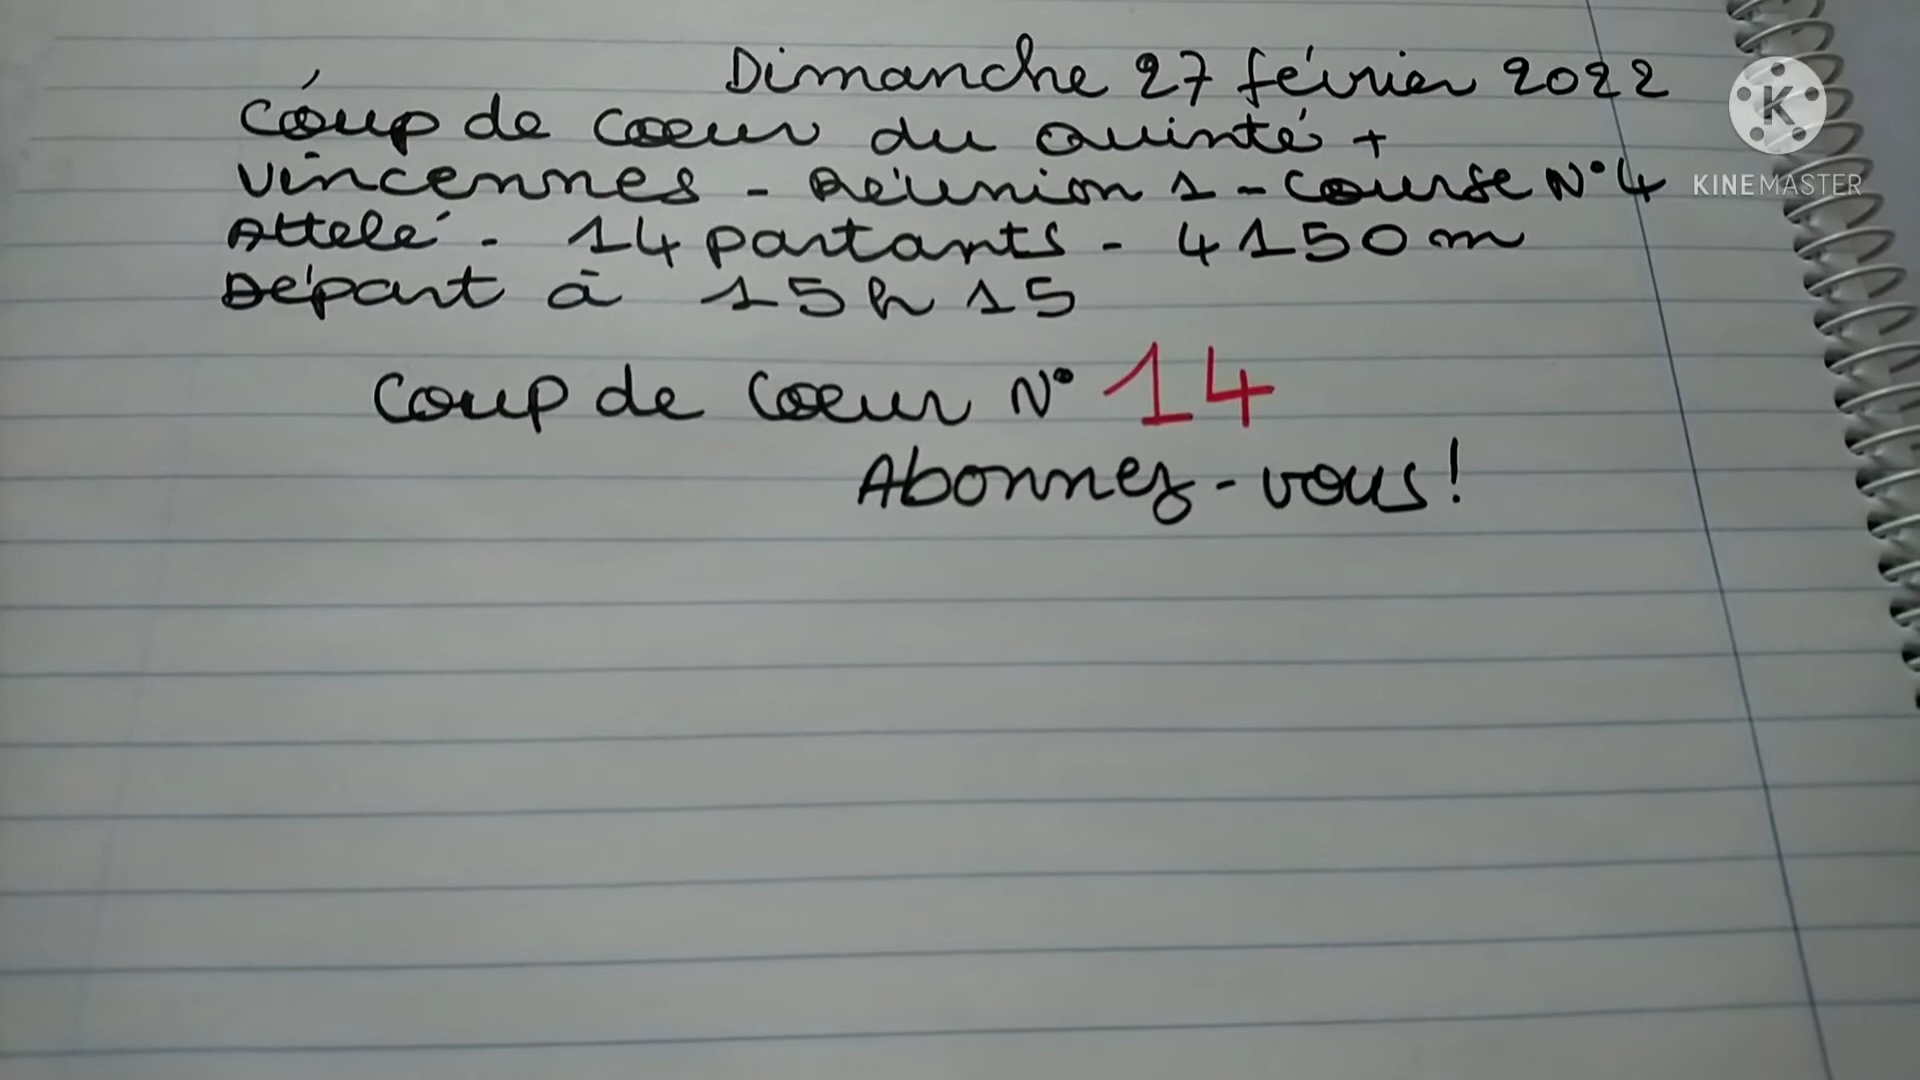 Dimanche 27 février 2022
Coup de coeur du Quinté +
Vincennes - Réunion 1 - Course N°4
Attelé - 14 partants - 4150 m
Départ à 15h15
Coup de coeur N° 14
Abonnez-vous!
K
KINEMASTER